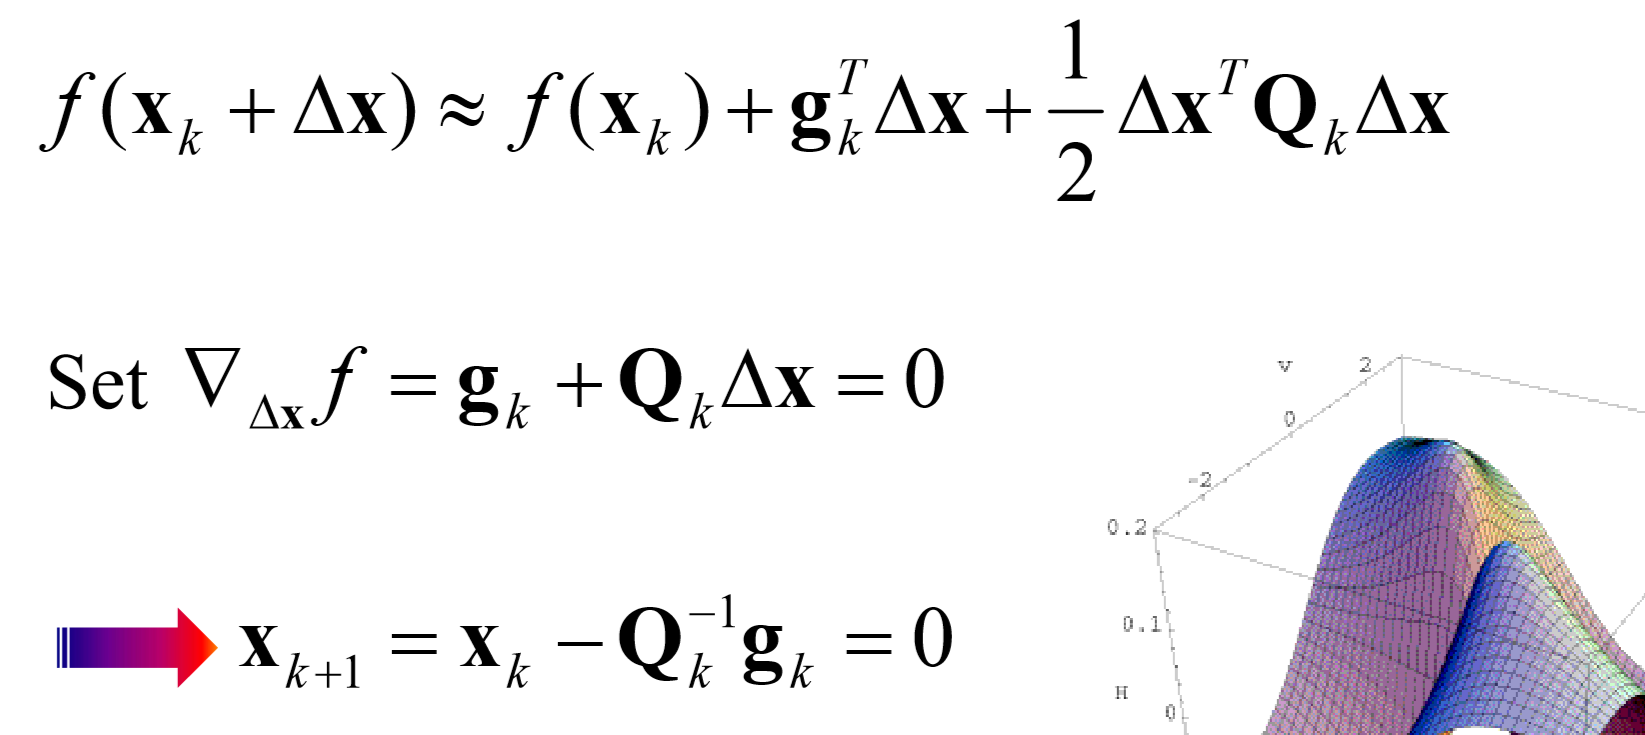 f(x_k + Δx) ≈ f(x_k) + g_k^T Δx + 1/2 Δx^T Q_k Δx
Set ∇_Δx f = g_k + Q_k Δx = 0
x_{k+1} = x_k − Q_k^{−1} g_k = 0
v
2
0
-2
0.2
0.1
H
0